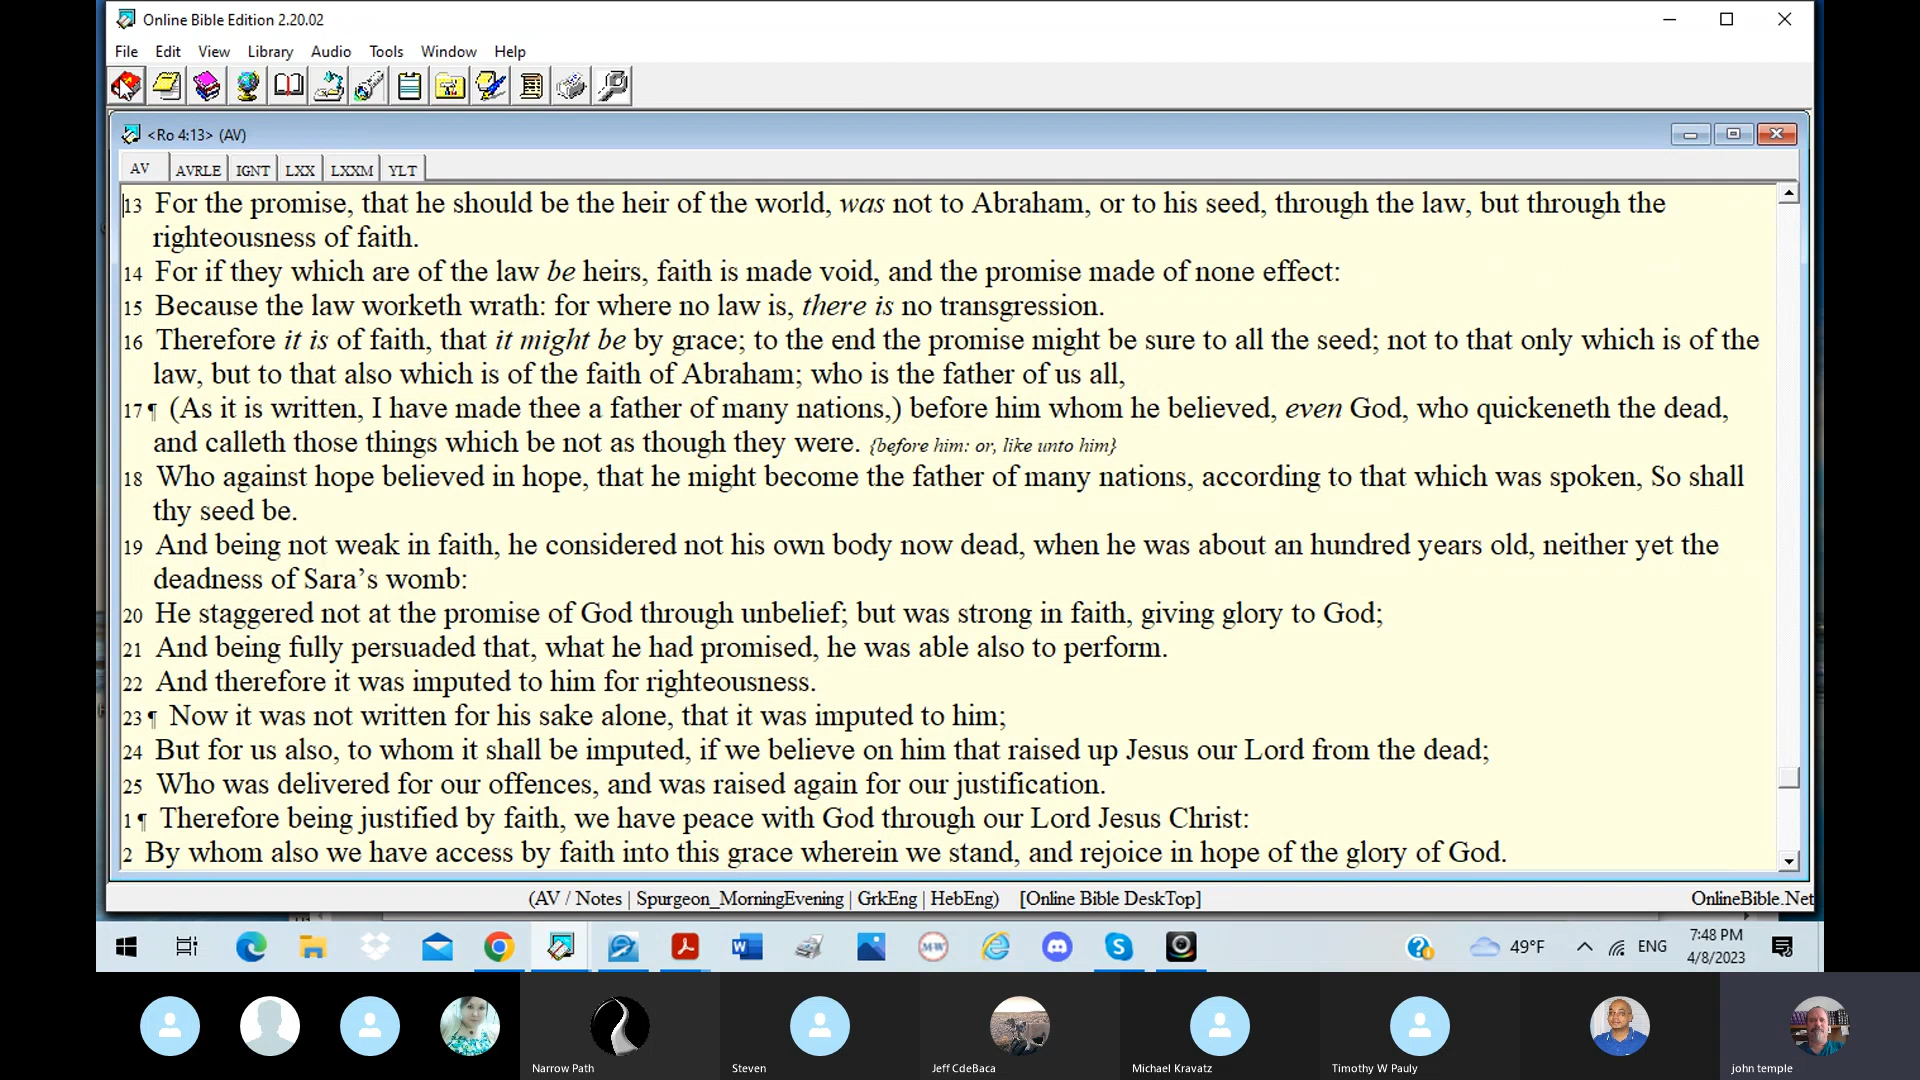 Online Bible Edition 2.20.02
File Edit View Library Audio Tools Window Help
<Ro 4:13> (AV)
AV AVRLE IGNT LXX LXXM YLT
13 For the promise, that he should be the heir of the world, was not to Abraham, or to his seed, through the law, but through the
righteousness of faith.
14 For if they which are of the law be heirs, faith is made void, and the promise made of none effect:
15 Because the law worketh wrath: for where no law is, there is no transgression.
16 Therefore it is of faith, that it might be by grace; to the end the promise might be sure to all the seed; not to that only which is of the
law, but to that also which is of the faith of Abraham; who is the father of us all,
17 ¶ (As it is written, I have made thee a father of many nations,) before him whom he believed, even God, who quickeneth the dead,
and calleth those things which be not as though they were. {before him: or, like unto him}
18 Who against hope believed in hope, that he might become the father of many nations, according to that which was spoken, So shall
thy seed be.
19 And being not weak in faith, he considered not his own body now dead, when he was about an hundred years old, neither yet the
deadness of Sara’s womb:
20 He staggered not at the promise of God through unbelief; but was strong in faith, giving glory to God;
21 And being fully persuaded that, what he had promised, he was able also to perform.
22 And therefore it was imputed to him for righteousness.
23 ¶ Now it was not written for his sake alone, that it was imputed to him;
24 But for us also, to whom it shall be imputed, if we believe on him that raised up Jesus our Lord from the dead;
25 Who was delivered for our offences, and was raised again for our justification.
1 ¶ Therefore being justified by faith, we have peace with God through our Lord Jesus Christ:
2 By whom also we have access by faith into this grace wherein we stand, and rejoice in hope of the glory of God.
(AV / Notes | Spurgeon_MorningEvening | GrkEng | HebEng) [Online Bible DeskTop] OnlineBible.Net
49°F ENG 7:48 PM
4/8/2023
Narrow Path Steven Jeff CdeBaca Michael Kravatz Timothy W Pauly john temple